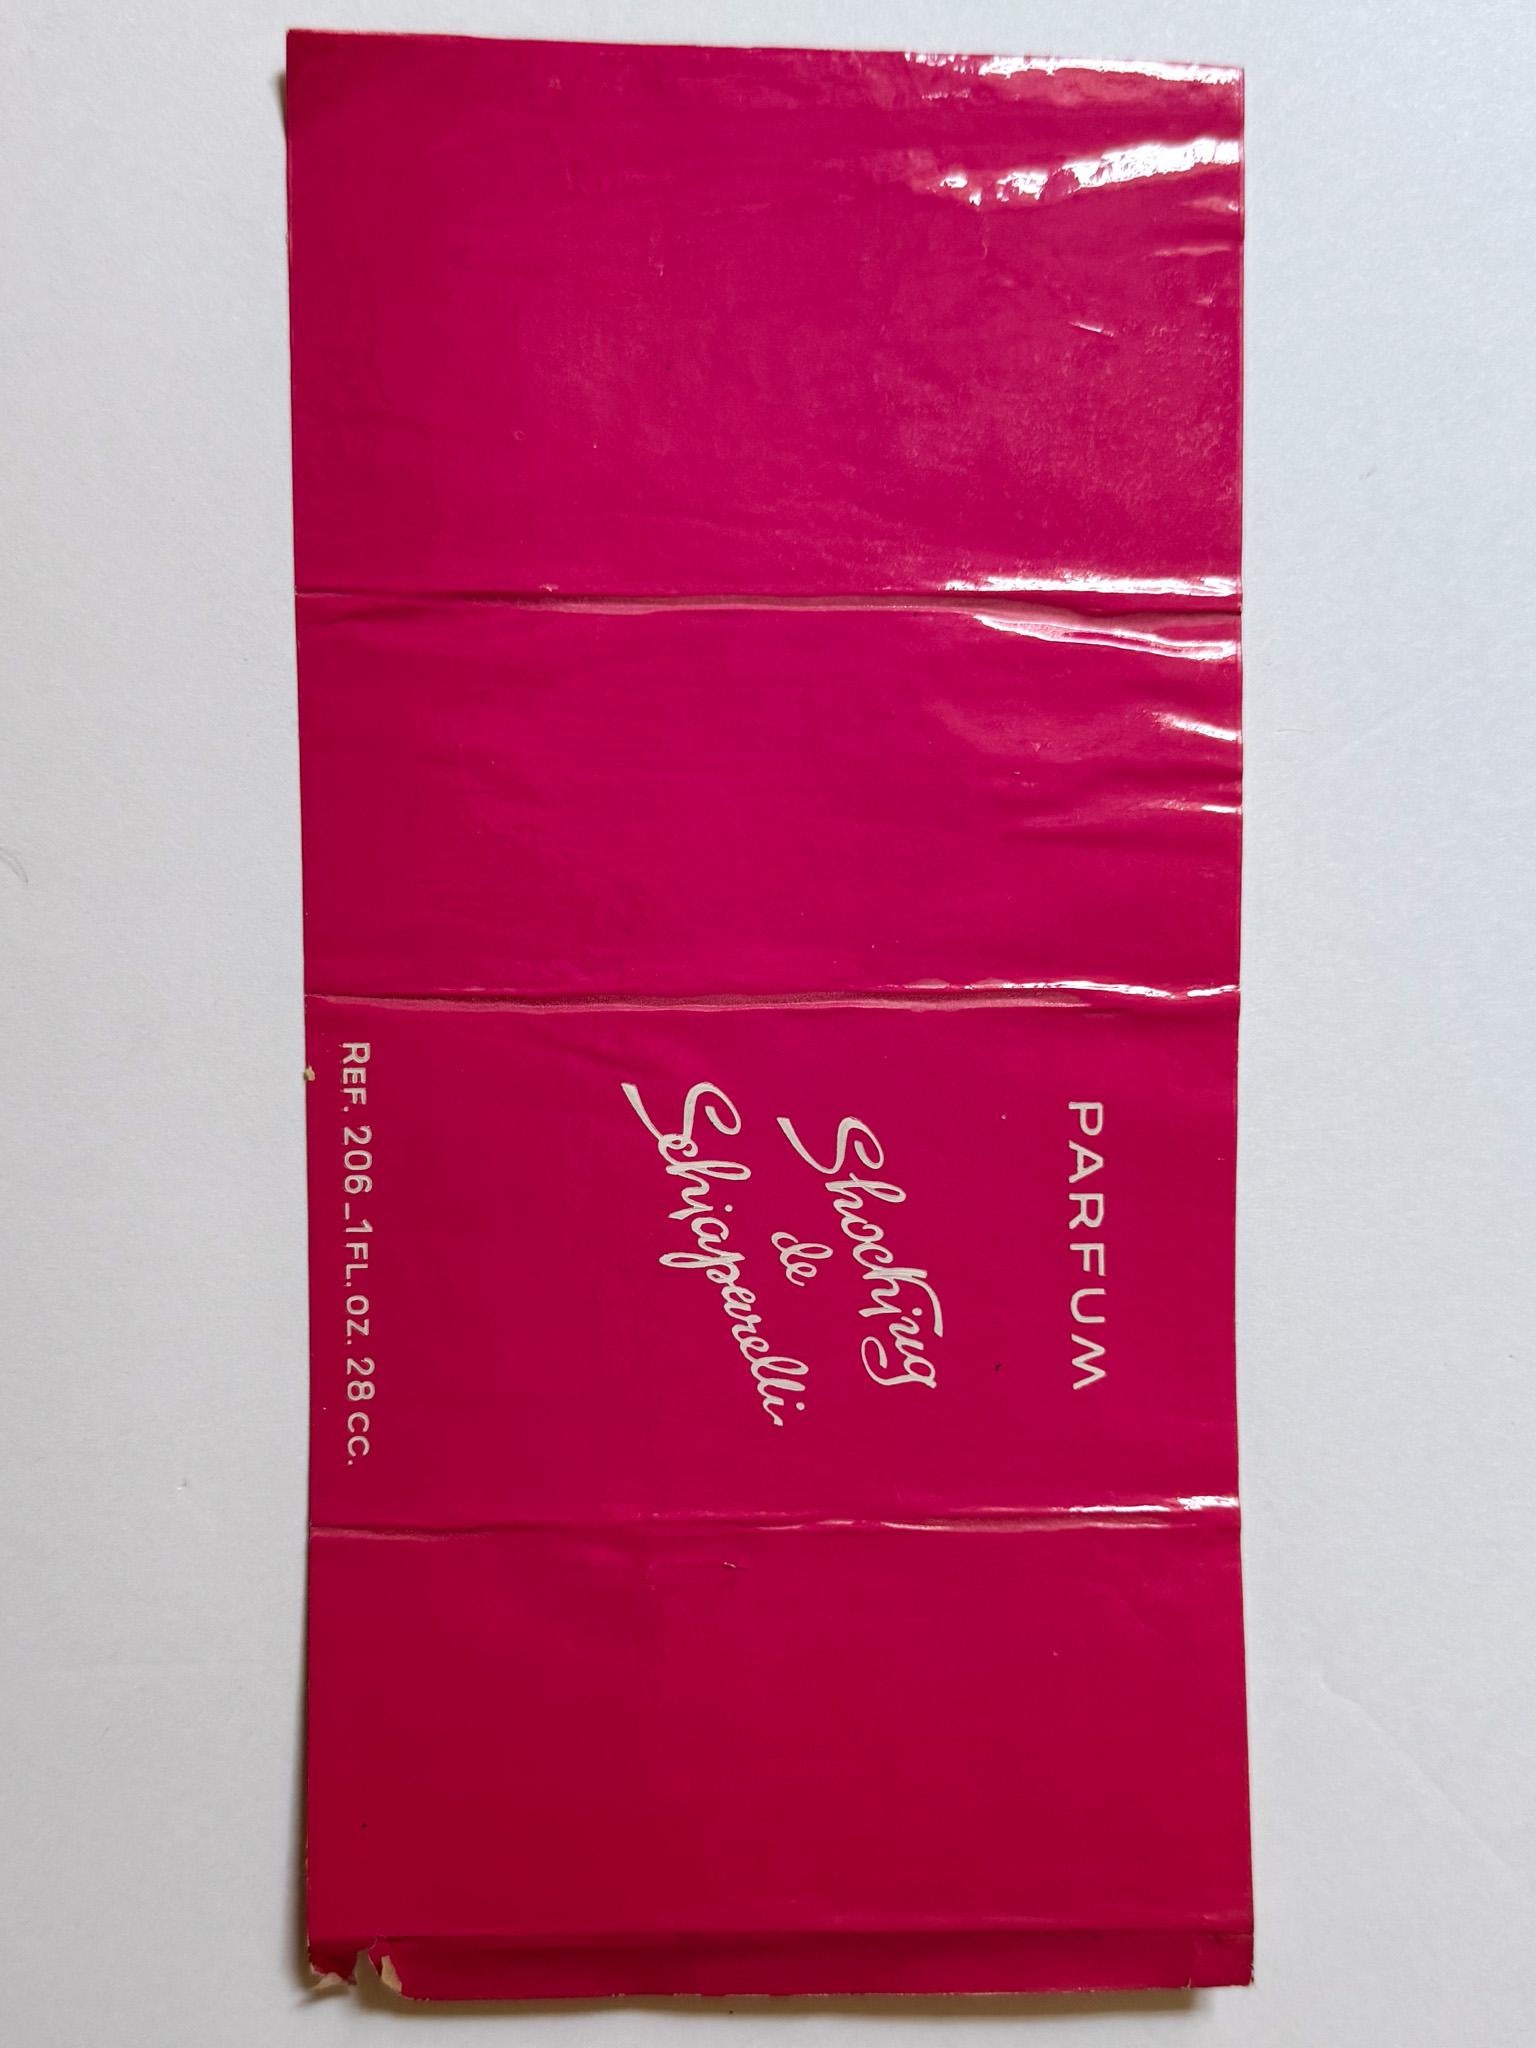 PARFUM
Shocking
de
Schiaparelli
REF. 206_1 FL. OZ. 28 CC.